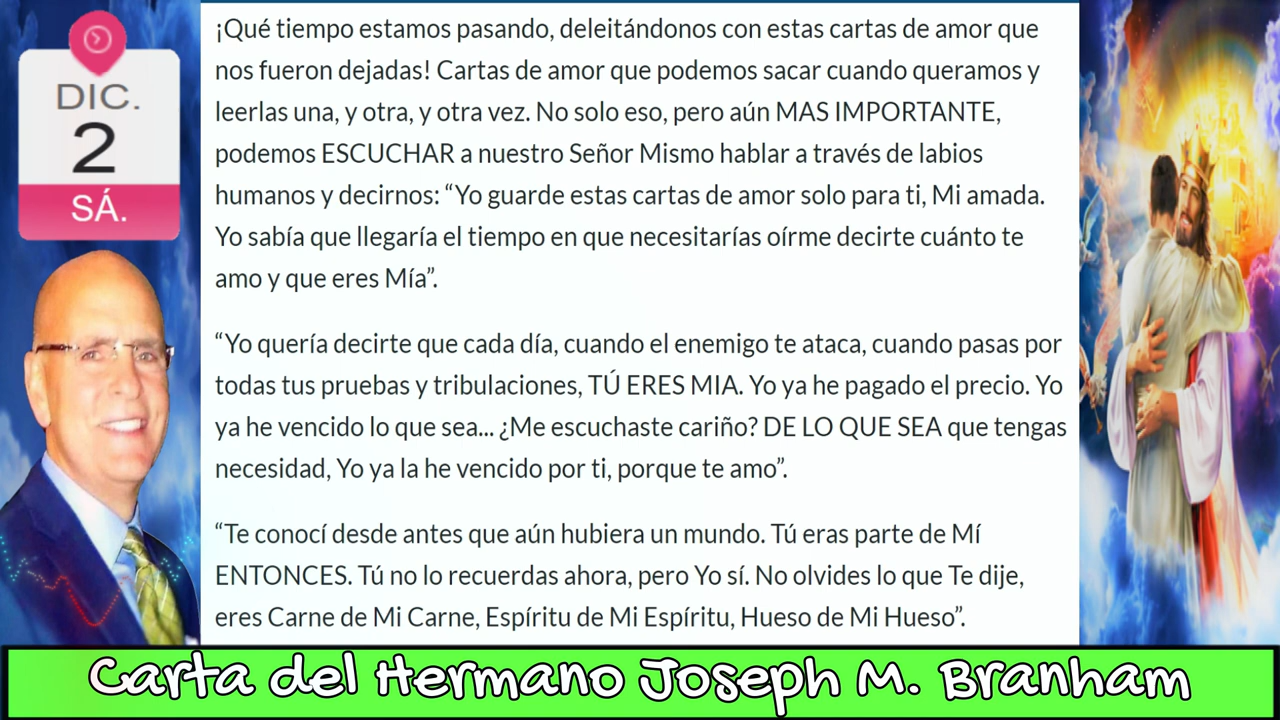 DIC.
2
SÁ.
¡Qué tiempo estamos pasando, deleitándonos con estas cartas de amor que
nos fueron dejadas! Cartas de amor que podemos sacar cuando queramos y
leerlas una, y otra, y otra vez. No solo eso, pero aún MAS IMPORTANTE,
podemos ESCUCHAR a nuestro Señor Mismo hablar a través de labios
humanos y decirnos: “Yo guarde estas cartas de amor solo para ti, Mi amada.
Yo sabía que llegaría el tiempo en que necesitarías oírme decirte cuánto te
amo y que eres Mía”.
“Yo quería decirte que cada día, cuando el enemigo te ataca, cuando pasas por
todas tus pruebas y tribulaciones, TÚ ERES MIA. Yo ya he pagado el precio. Yo
ya he vencido lo que sea... ¿Me escuchaste cariño? DE LO QUE SEA que tengas
necesidad, Yo ya la he vencido por ti, porque te amo”.
“Te conocí desde antes que aún hubiera un mundo. Tú eras parte de Mí
ENTONCES. Tú no lo recuerdas ahora, pero Yo sí. No olvides lo que Te dije,
eres Carne de Mi Carne, Espíritu de Mi Espíritu, Hueso de Mi Hueso”.
Carta del Hermano Joseph M. Branham